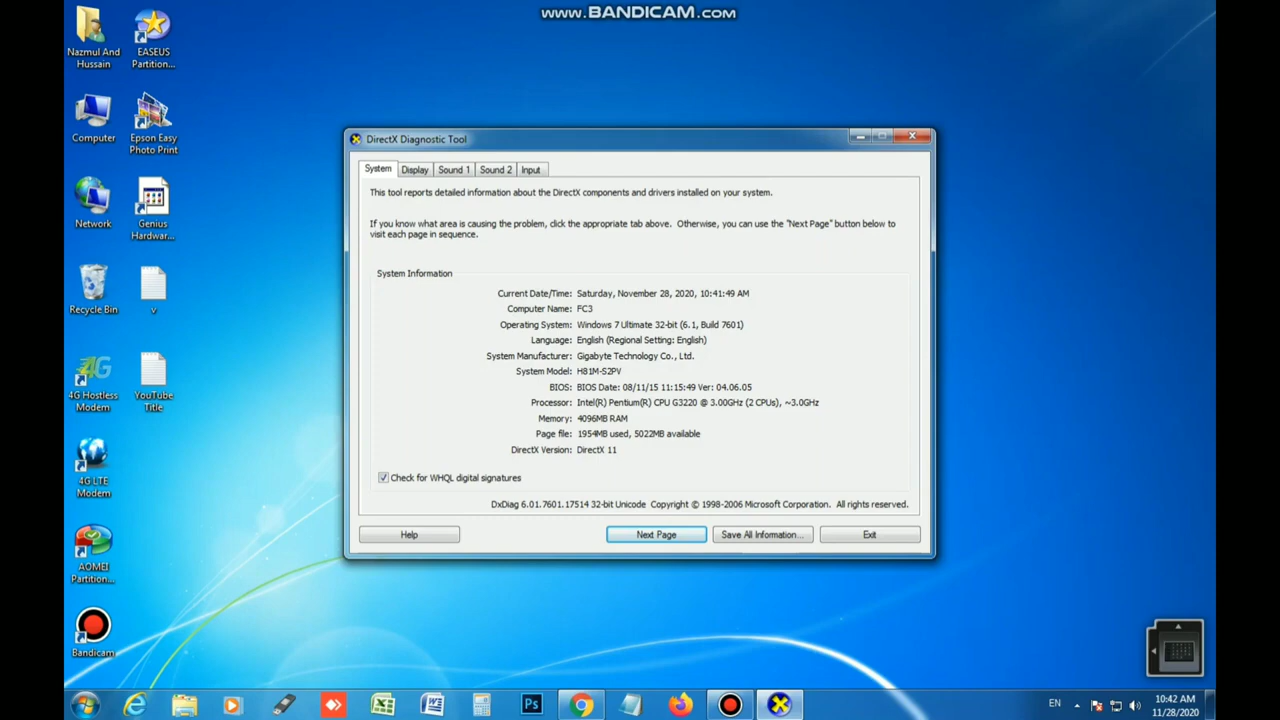 www.BANDICAM.com
Nazmul And
Hussain
EASEUS
Partition...
Computer
Epson Easy
Photo Print
Network
Genius
Hardwar...
Recycle Bin
v
4G
4G Hostless
Modem
YouTube
Title
4G LTE
Modem
AOMEI
Partition...
Bandicam
DirectX Diagnostic Tool
System
Display
Sound 1
Sound 2
Input
This tool reports detailed information about the DirectX components and drivers installed on your system.
If you know what area is causing the problem, click the appropriate tab above. Otherwise, you can use the "Next Page" button below to
visit each page in sequence.
System Information
Current Date/Time: Saturday, November 28, 2020, 10:41:49 AM
Computer Name: FC3
Operating System: Windows 7 Ultimate 32-bit (6.1, Build 7601)
Language: English (Regional Setting: English)
System Manufacturer: Gigabyte Technology Co., Ltd.
System Model: H81M-S2PV
BIOS: BIOS Date: 08/11/15 11:15:49 Ver: 04.06.05
Processor: Intel(R) Pentium(R) CPU G3220 @ 3.00GHz (2 CPUs), ~3.0GHz
Memory: 4096MB RAM
Page file: 1954MB used, 5022MB available
DirectX Version: DirectX 11
Check for WHQL digital signatures
DxDiag 6.01.7601.17514 32-bit Unicode Copyright © 1998-2006 Microsoft Corporation. All rights reserved.
Help
Next Page
Save All Information...
Exit
Ps
EN
10:42 AM
11/28/2020